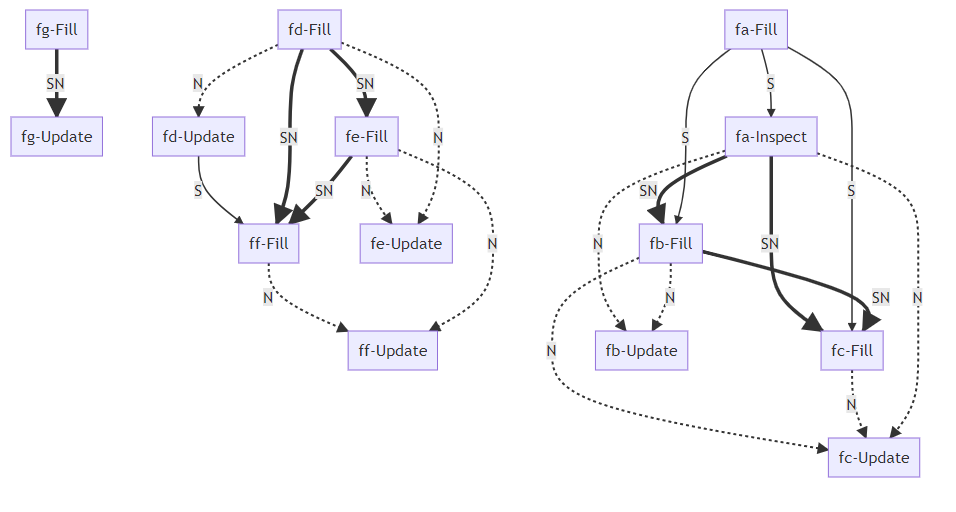 fg-Fill
fd-Fill
fa-Fill
SN
N
SN
S
fg-Update
fd-Update
SN
fe-Fill
N
S
fa-Inspect
S
S
SN
N
SN
ff-Fill
fe-Update
N
N
SN
fb-Fill
N
N
N
SN
ff-Update
N
fb-Update
fc-Fill
N
fc-Update